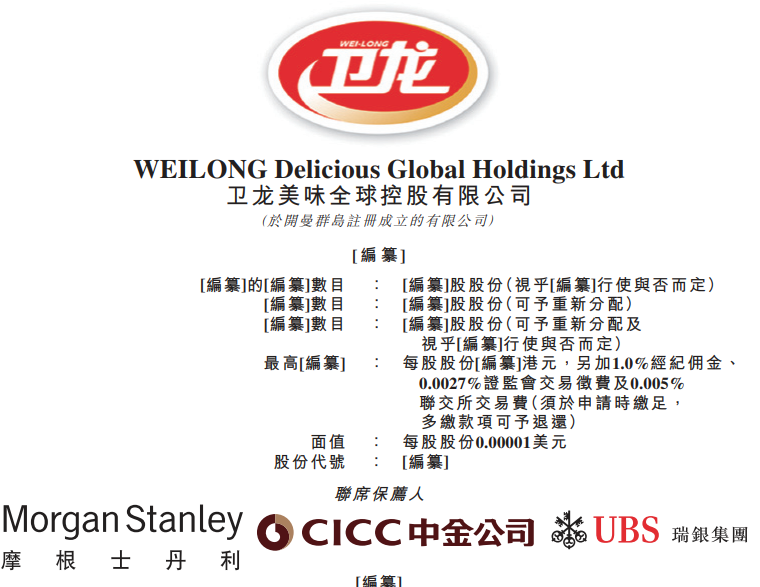 WEI-LONG
卫龙
WEILONG Delicious Global Holdings Ltd
卫龙美味全球控股有限公司
(於開曼群島註冊成立的有限公司)
[編纂]
[編纂]的[編纂]數目 : [編纂]股股份(視乎[編纂]行使與否而定)
[編纂]數目 : [編纂]股股份(可予重新分配)
[編纂]數目 : [編纂]股股份(可予重新分配及
視乎[編纂]行使與否而定)
最高[編纂] : 每股股份[編纂]港元,另加1.0%經紀佣金、
0.0027%證監會交易徵費及0.005%
聯交所交易費(須於申請時繳足,
多繳款項可予退還)
面值 : 每股股份0.00001美元
股份代號 : [編纂]
聯席保薦人
Morgan Stanley
摩根士丹利
CICC中金公司
UBS 瑞銀集團
[編纂]